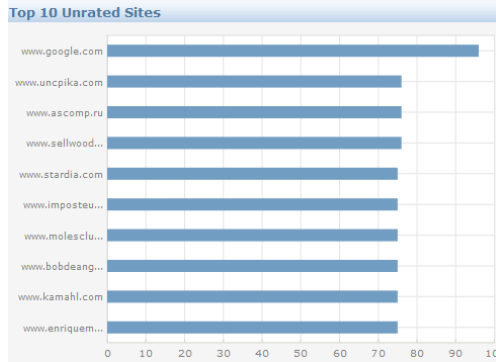 Top 10 Unrated Sites
www.google.com
www.uncpika.com
www.ascomp.ru
www.sellwood...
www.stardia.com
www.imposteu...
www.molesclu...
www.bobdeang...
www.kamahl.com
www.enriquem...
0 10 20 30 40 50 60 70 80 90 100